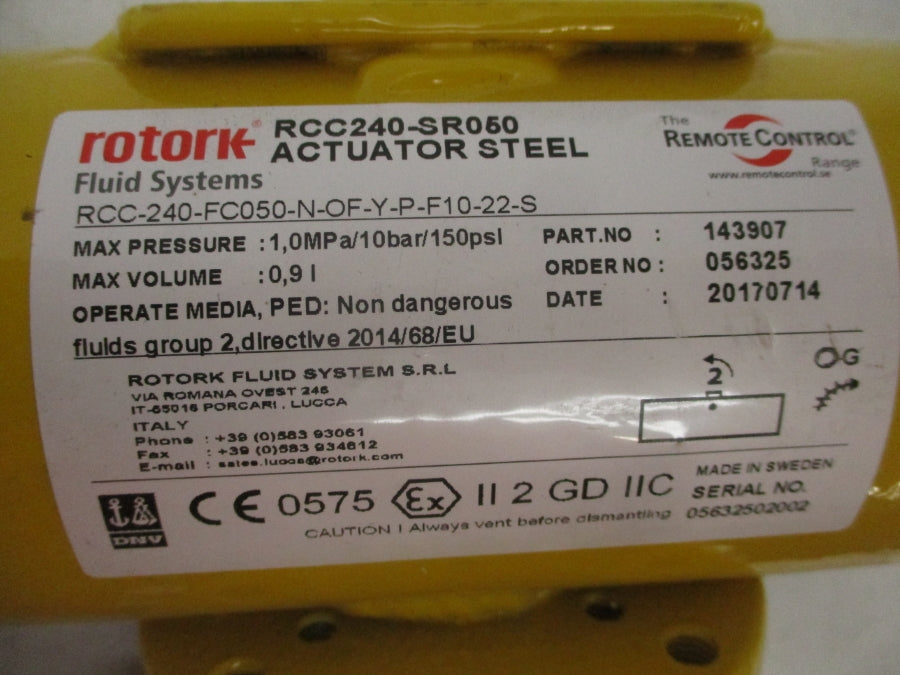 rotork®
RCC240-SR050
ACTUATOR STEEL
Fluid Systems
The
REMOTE CONTROL®
Range
www.remotecontrol.se
RCC-240-FC050-N-OF-Y-P-F10-22-S
MAX PRESSURE : 1,0MPa/10bar/150psi
PART.NO : 143907
MAX VOLUME : 0,9 l
ORDER NO : 056325
OPERATE MEDIA, PED: Non dangerous
DATE : 20170714
fluids group 2,directive 2014/68/EU
ROTORK FLUID SYSTEM S.R.L
VIA ROMANA OVEST 246
IT-55016 PORCARI , LUCCA
ITALY
Phone : +39 (0)583 93061
Fax : +39 (0)583 934612
E-mail : sales.lucca@rotork.com
2
G
DNV
CE 0575 Ex II 2 GD IIC
MADE IN SWEDEN
SERIAL NO.
05632502002
CAUTION ! Always vent before dismantling